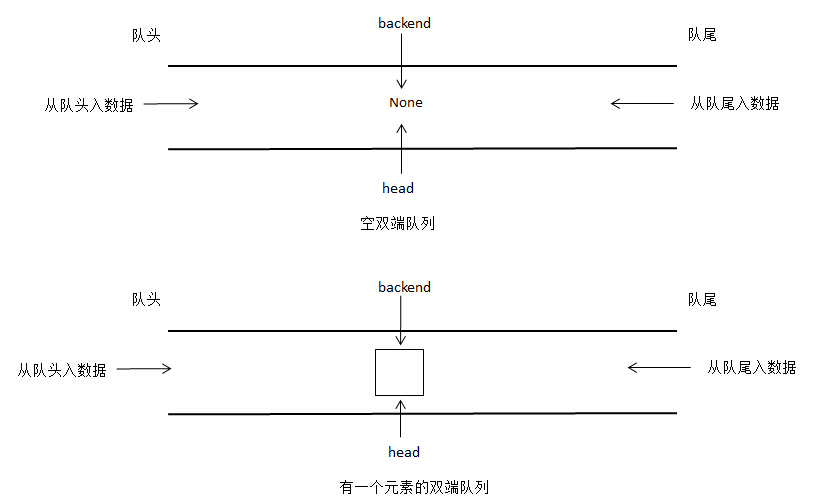 backend
队头
队尾
从队头入数据
None
从队尾入数据
head
空双端队列
backend
队头
队尾
从队头入数据
从队尾入数据
head
有一个元素的双端队列